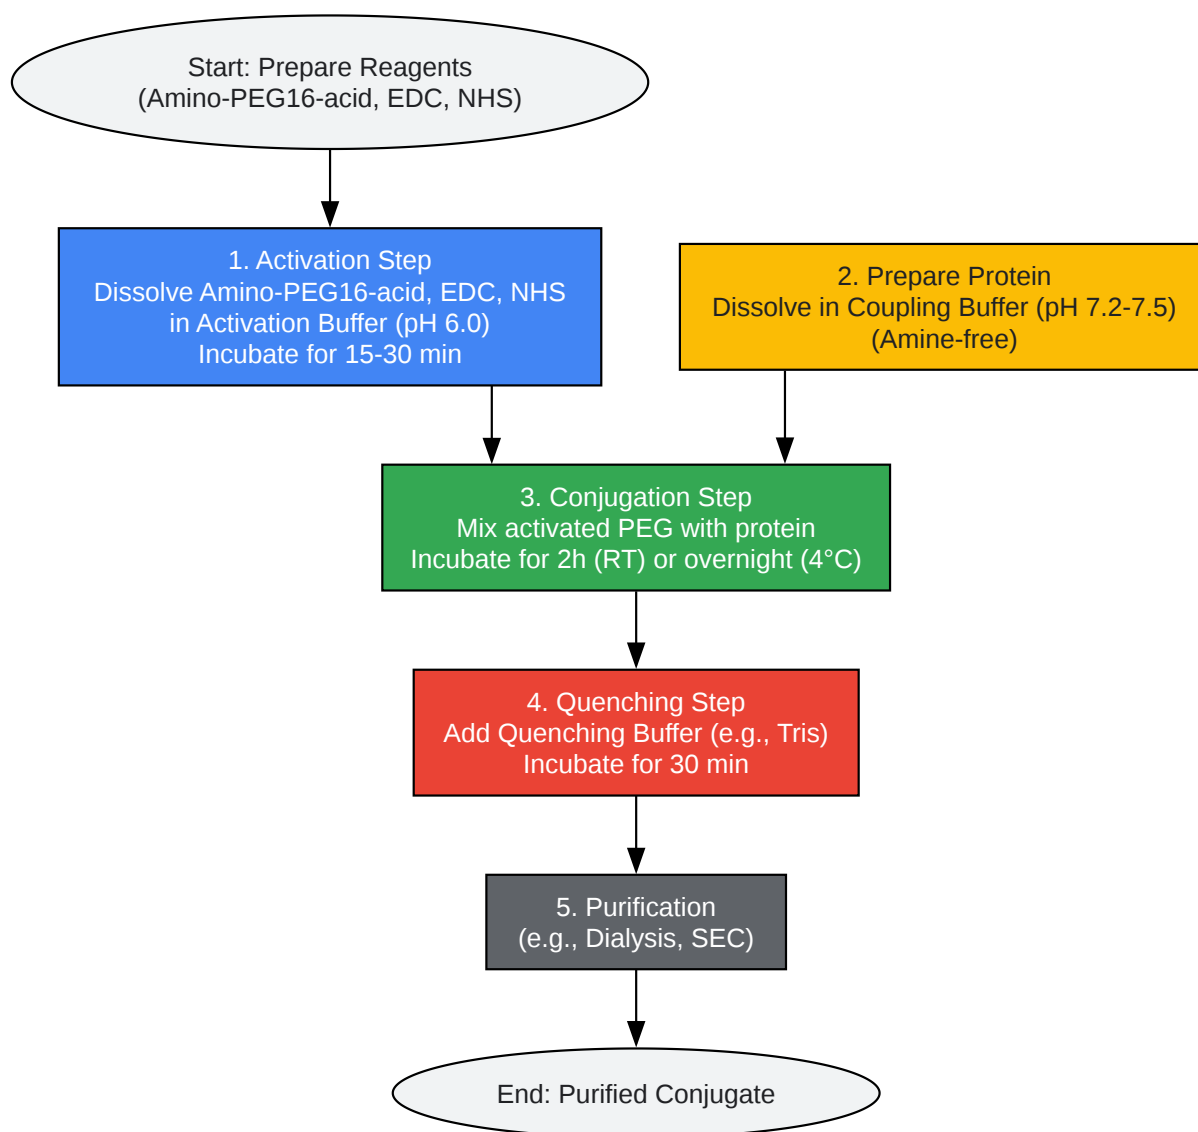 Start: Prepare Reagents
(Amino-PEG16-acid, EDC, NHS)
1. Activation Step
Dissolve Amino-PEG16-acid, EDC, NHS
in Activation Buffer (pH 6.0)
Incubate for 15-30 min
2. Prepare Protein
Dissolve in Coupling Buffer (pH 7.2-7.5)
(Amine-free)
3. Conjugation Step
Mix activated PEG with protein
Incubate for 2h (RT) or overnight (4°C)
4. Quenching Step
Add Quenching Buffer (e.g., Tris)
Incubate for 30 min
5. Purification
(e.g., Dialysis, SEC)
End: Purified Conjugate